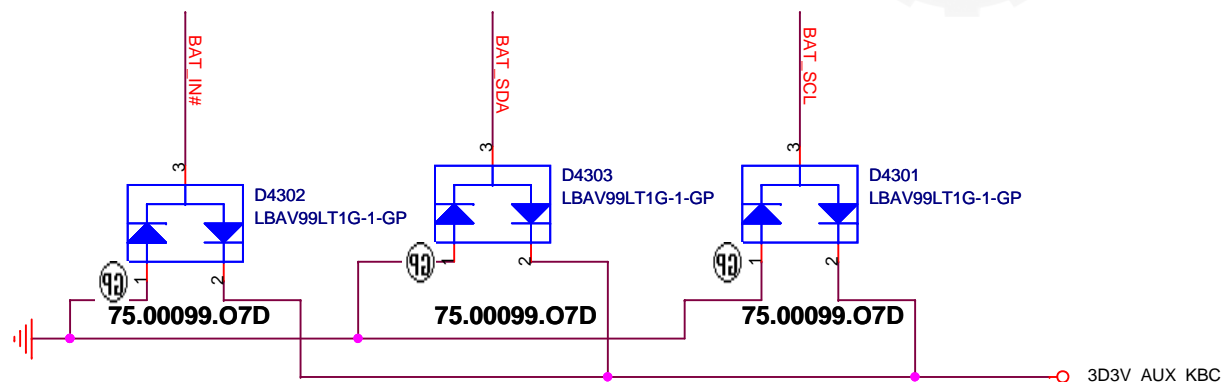 BAT_IN#
BAT_SDA
BAT_SCL
3
3
3
D4302
LBAV99LT1G-1-GP
D4303
LBAV99LT1G-1-GP
D4301
LBAV99LT1G-1-GP
GP
1
2
GP
1
2
GP
1
2
75.00099.O7D
75.00099.O7D
75.00099.O7D
3D3V_AUX_KBC